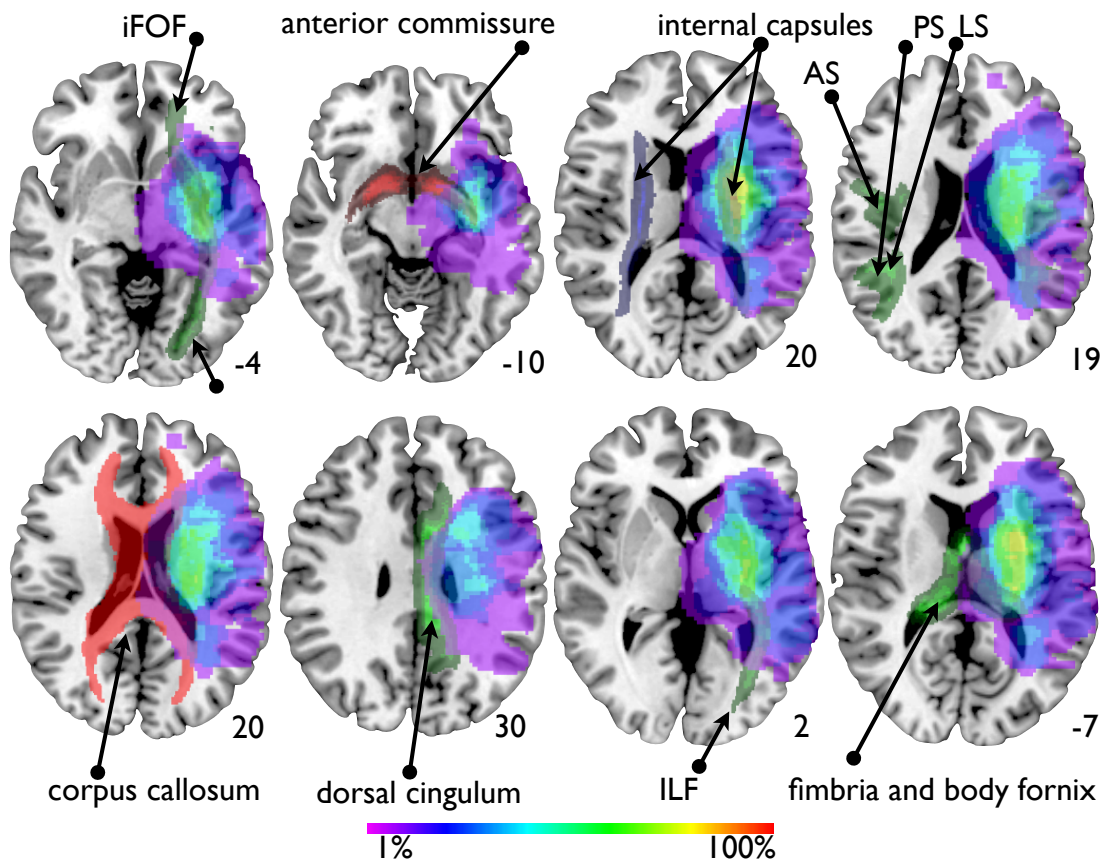 iFOF
anterior commissure
internal capsules
PS LS
AS
-4
-10
20
19
20
30
2
-7
corpus callosum
dorsal cingulum
ILF
fimbria and body fornix
1%
100%